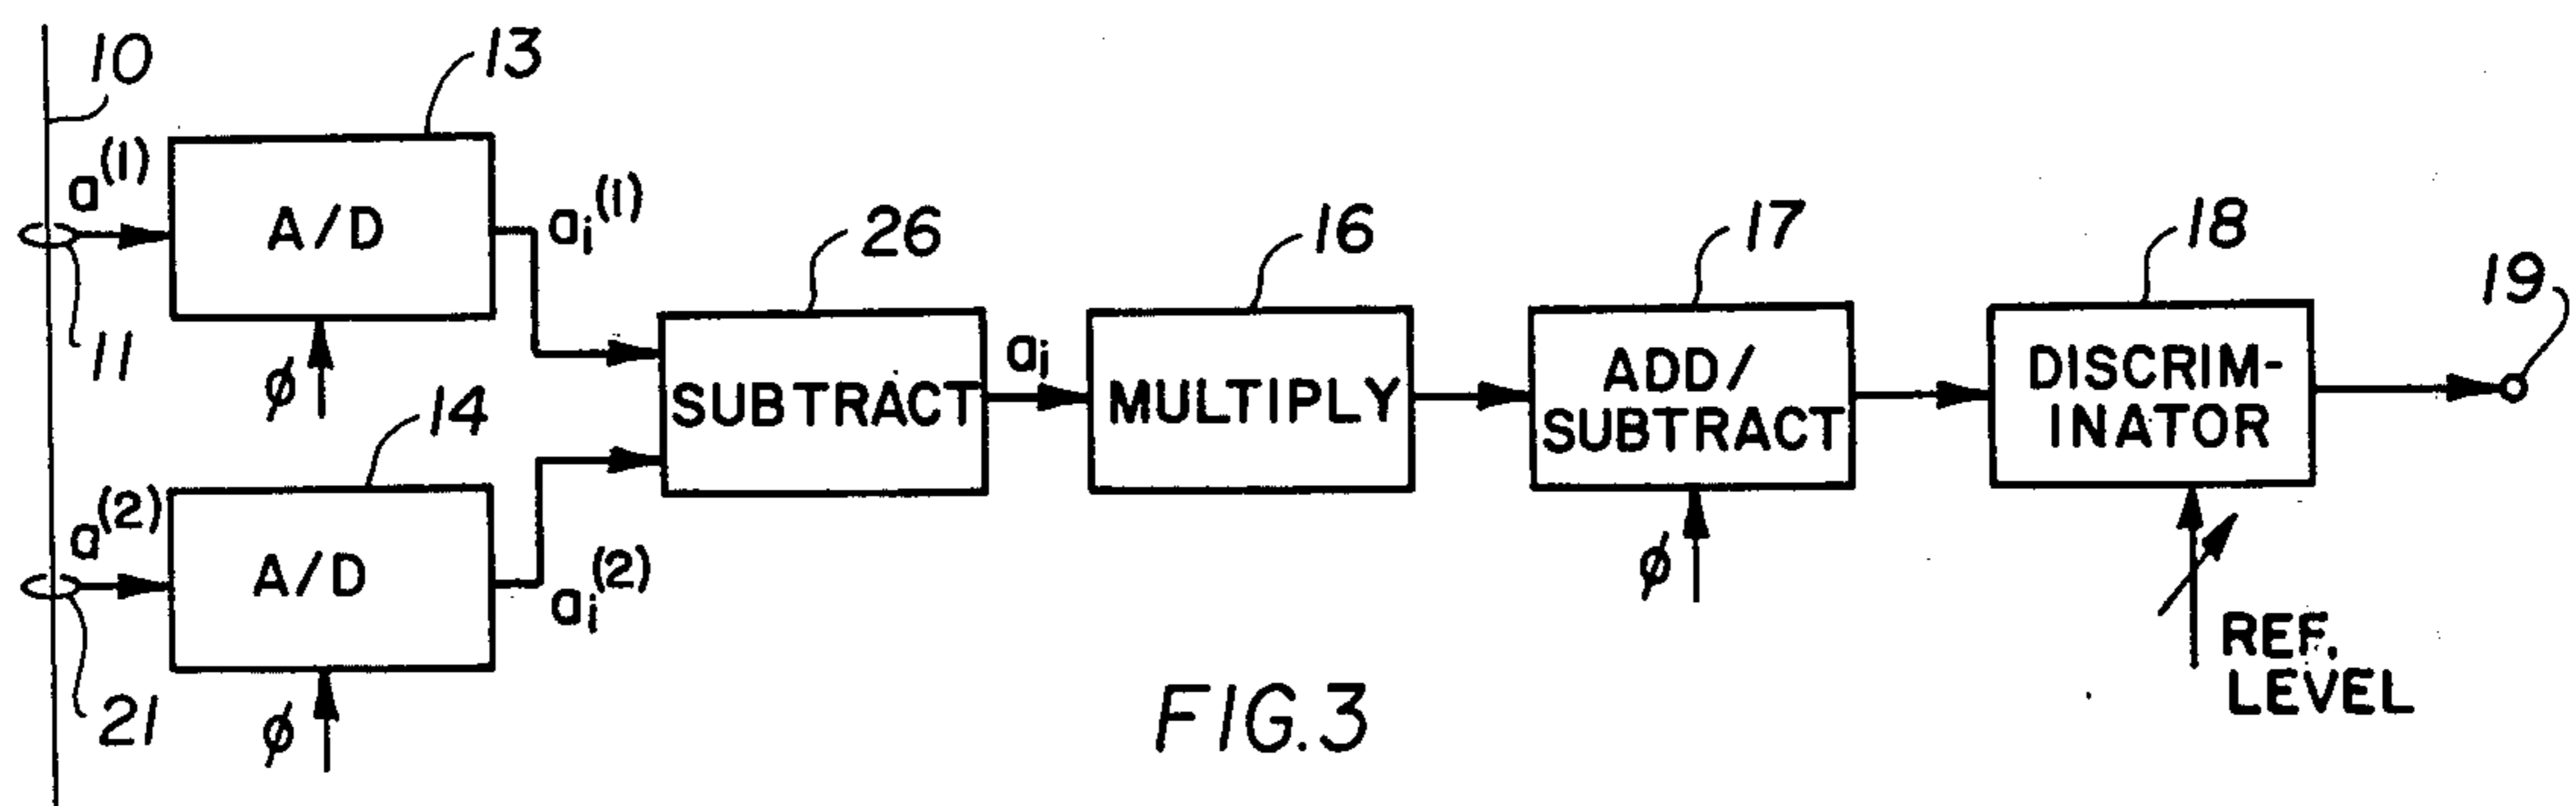 10
13
a(1)
A/D
ai(1)
11
ϕ
26
16
17
18
19
SUBTRACT
ai
MULTIPLY
ADD/
SUBTRACT
DISCRIM-
INATOR
14
a(2)
A/D
ai(2)
21
ϕ
ϕ
REF.
LEVEL
FIG.3